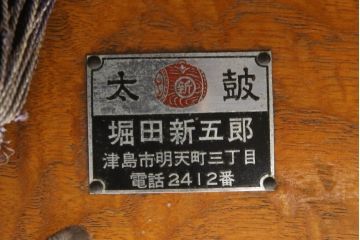 太 新 鼓
堀田新五郎
津島市明天町三丁目
電話2412番